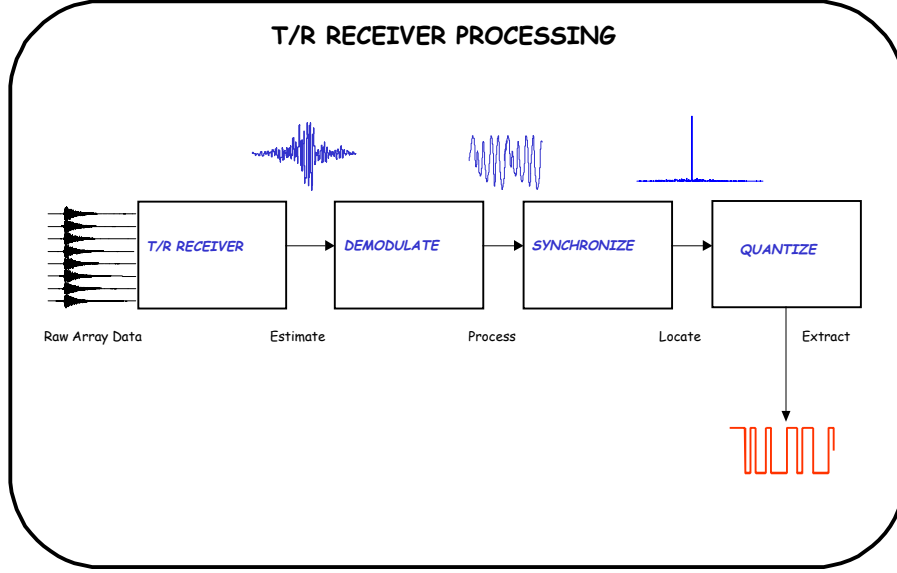 T/R RECEIVER PROCESSING
T/R RECEIVER
DEMODULATE
SYNCHRONIZE
QUANTIZE
Raw Array Data
Estimate
Process
Locate
Extract